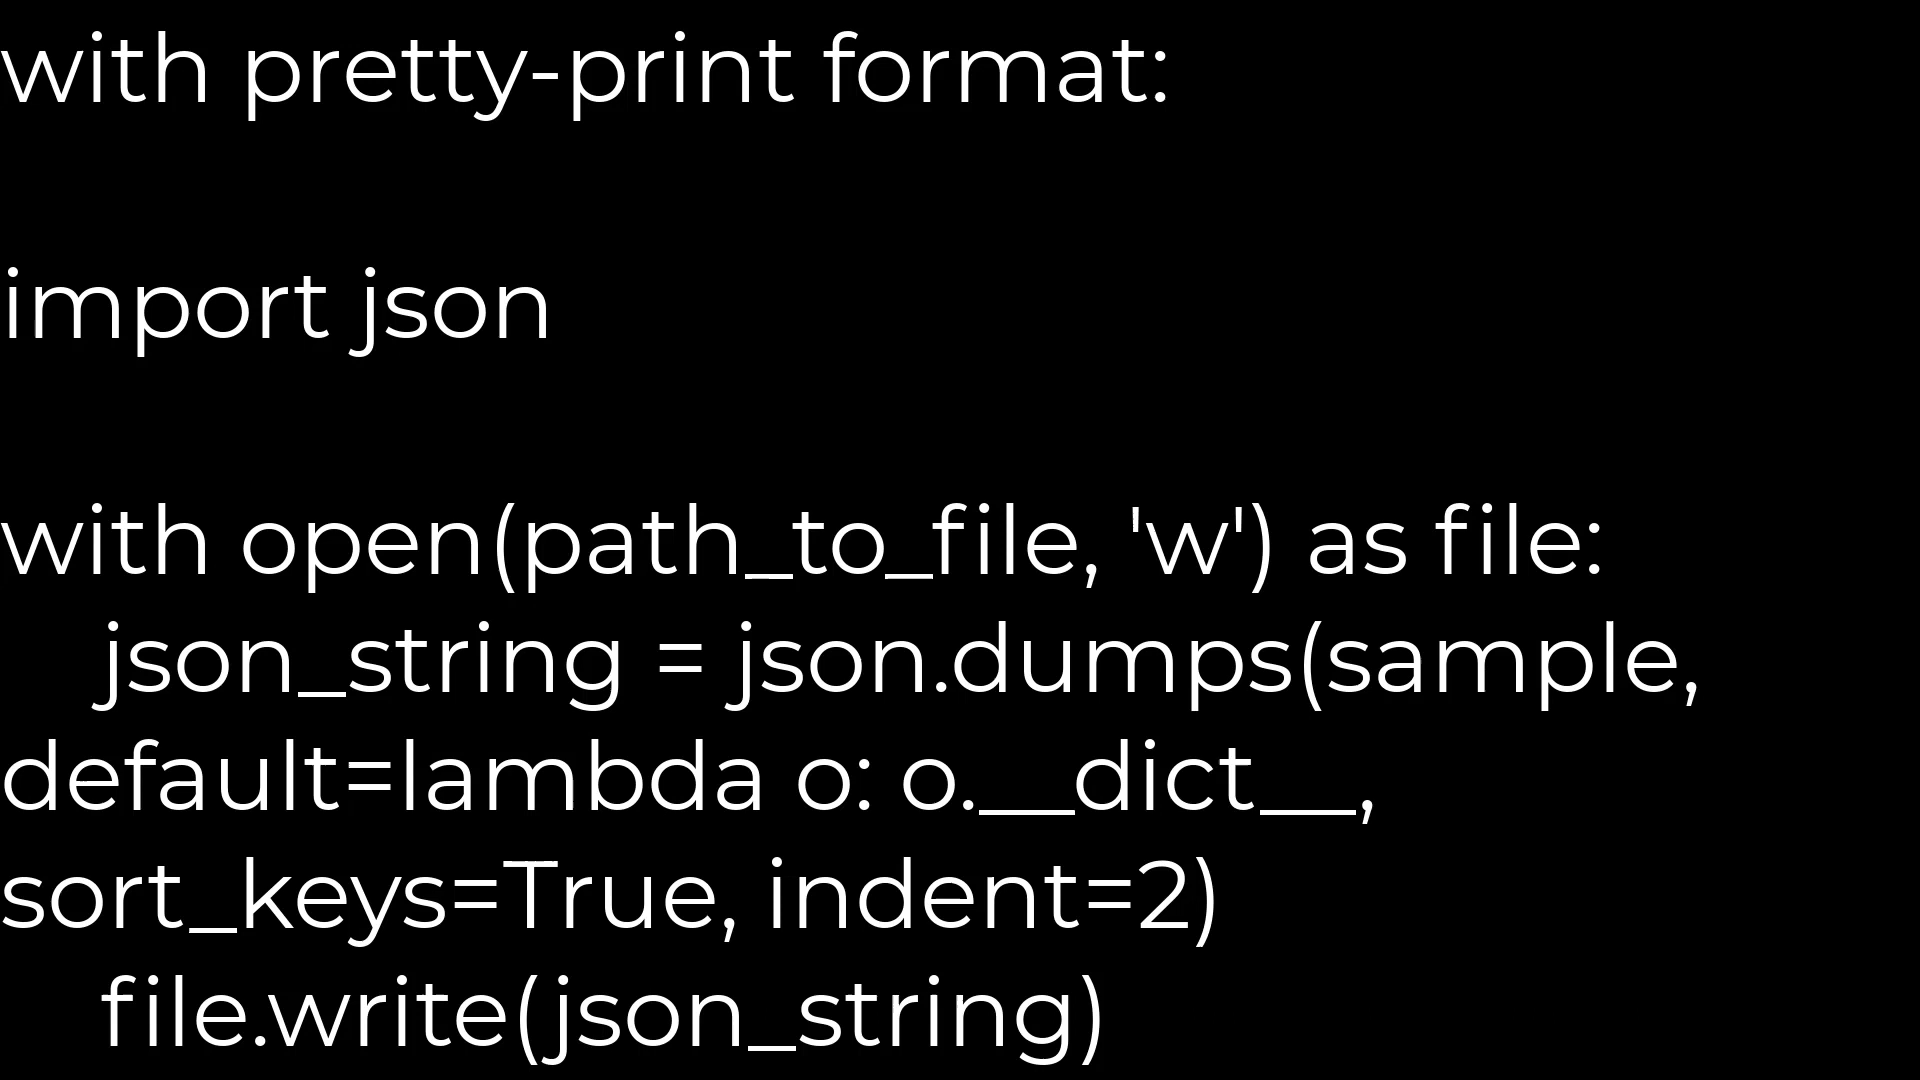 with pretty-print format:
import json
with open(path_to_file, 'w') as file:
    json_string = json.dumps(sample,
default=lambda o: o.__dict__,
sort_keys=True, indent=2)
    file.write(json_string)